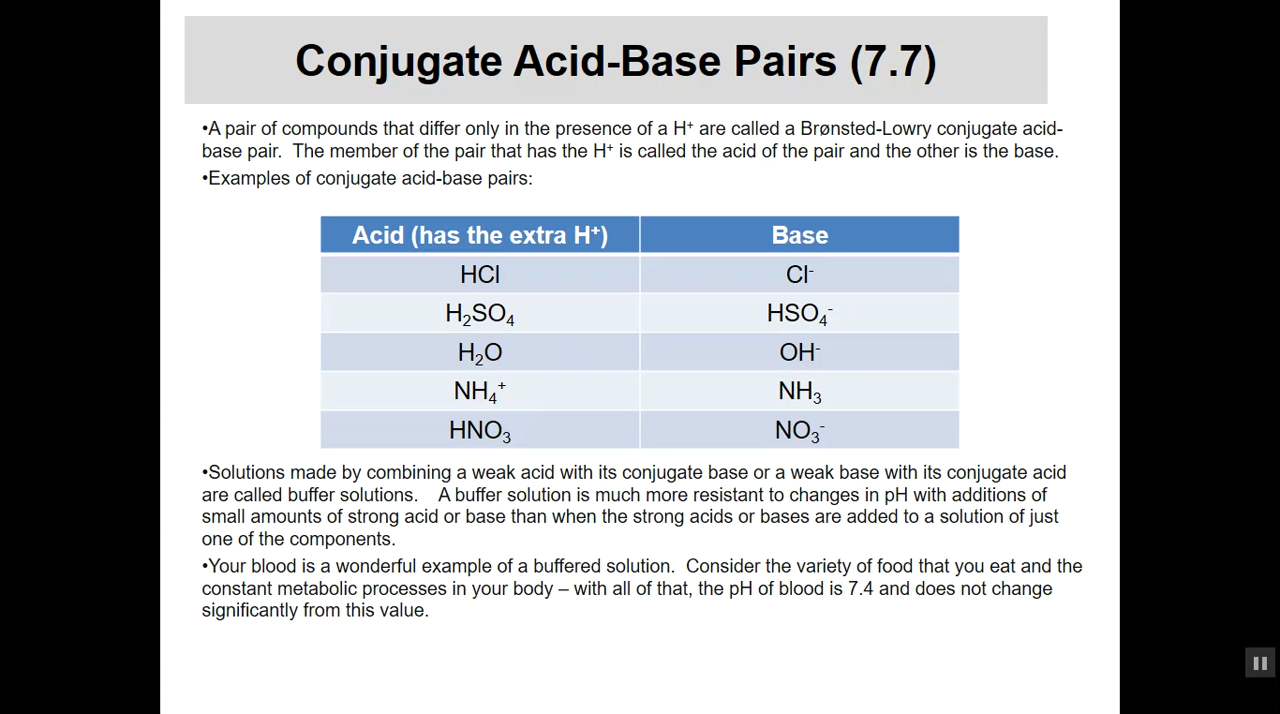 Conjugate Acid-Base Pairs (7.7)
•A pair of compounds that differ only in the presence of a H⁺ are called a Brønsted-Lowry conjugate acid-
base pair.  The member of the pair that has the H⁺ is called the acid of the pair and the other is the base.
•Examples of conjugate acid-base pairs:
Acid (has the extra H⁺) Base
HCl Cl⁻
H₂SO₄ HSO₄⁻
H₂O OH⁻
NH₄⁺ NH₃
HNO₃ NO₃⁻
•Solutions made by combining a weak acid with its conjugate base or a weak base with its conjugate acid
are called buffer solutions.    A buffer solution is much more resistant to changes in pH with additions of
small amounts of strong acid or base than when the strong acids or bases are added to a solution of just
one of the components.
•Your blood is a wonderful example of a buffered solution.  Consider the variety of food that you eat and the
constant metabolic processes in your body – with all of that, the pH of blood is 7.4 and does not change
significantly from this value.